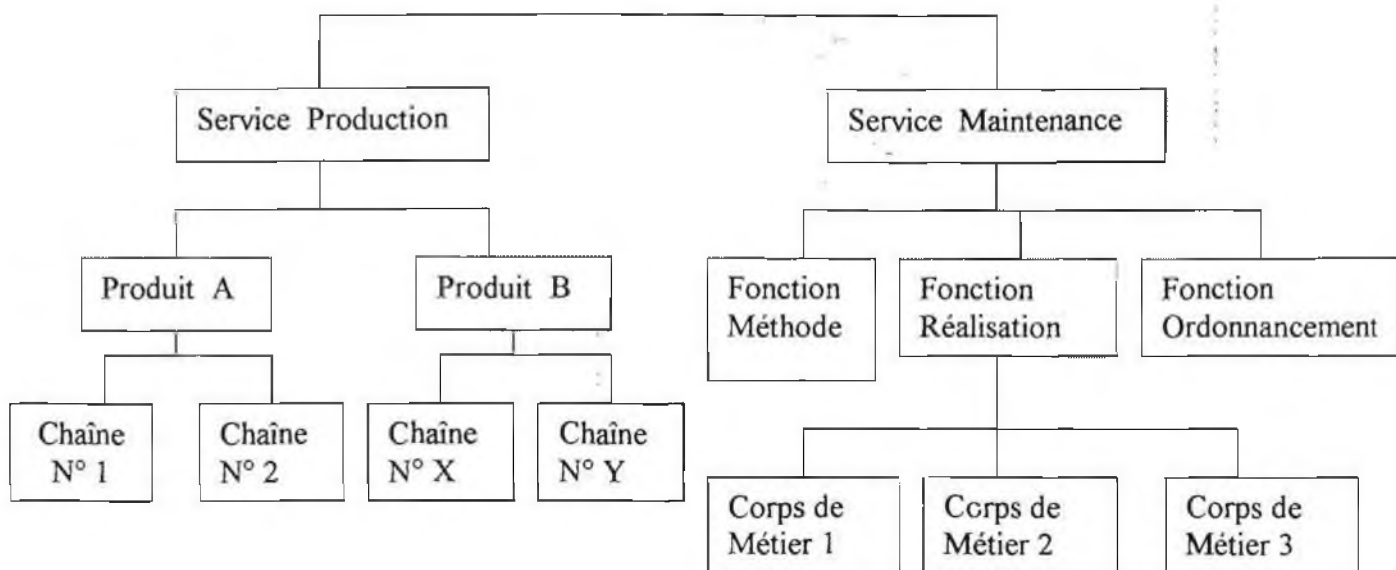 Service Production
Service Maintenance
Produit A
Produit B
Fonction
Méthode
Fonction
Réalisation
Fonction
Ordonnancement
Chaîne
N° 1
Chaîne
N° 2
Chaîne
N° X
Chaîne
N° Y
Corps de
Métier 1
Corps de
Métier 2
Corps de
Métier 3